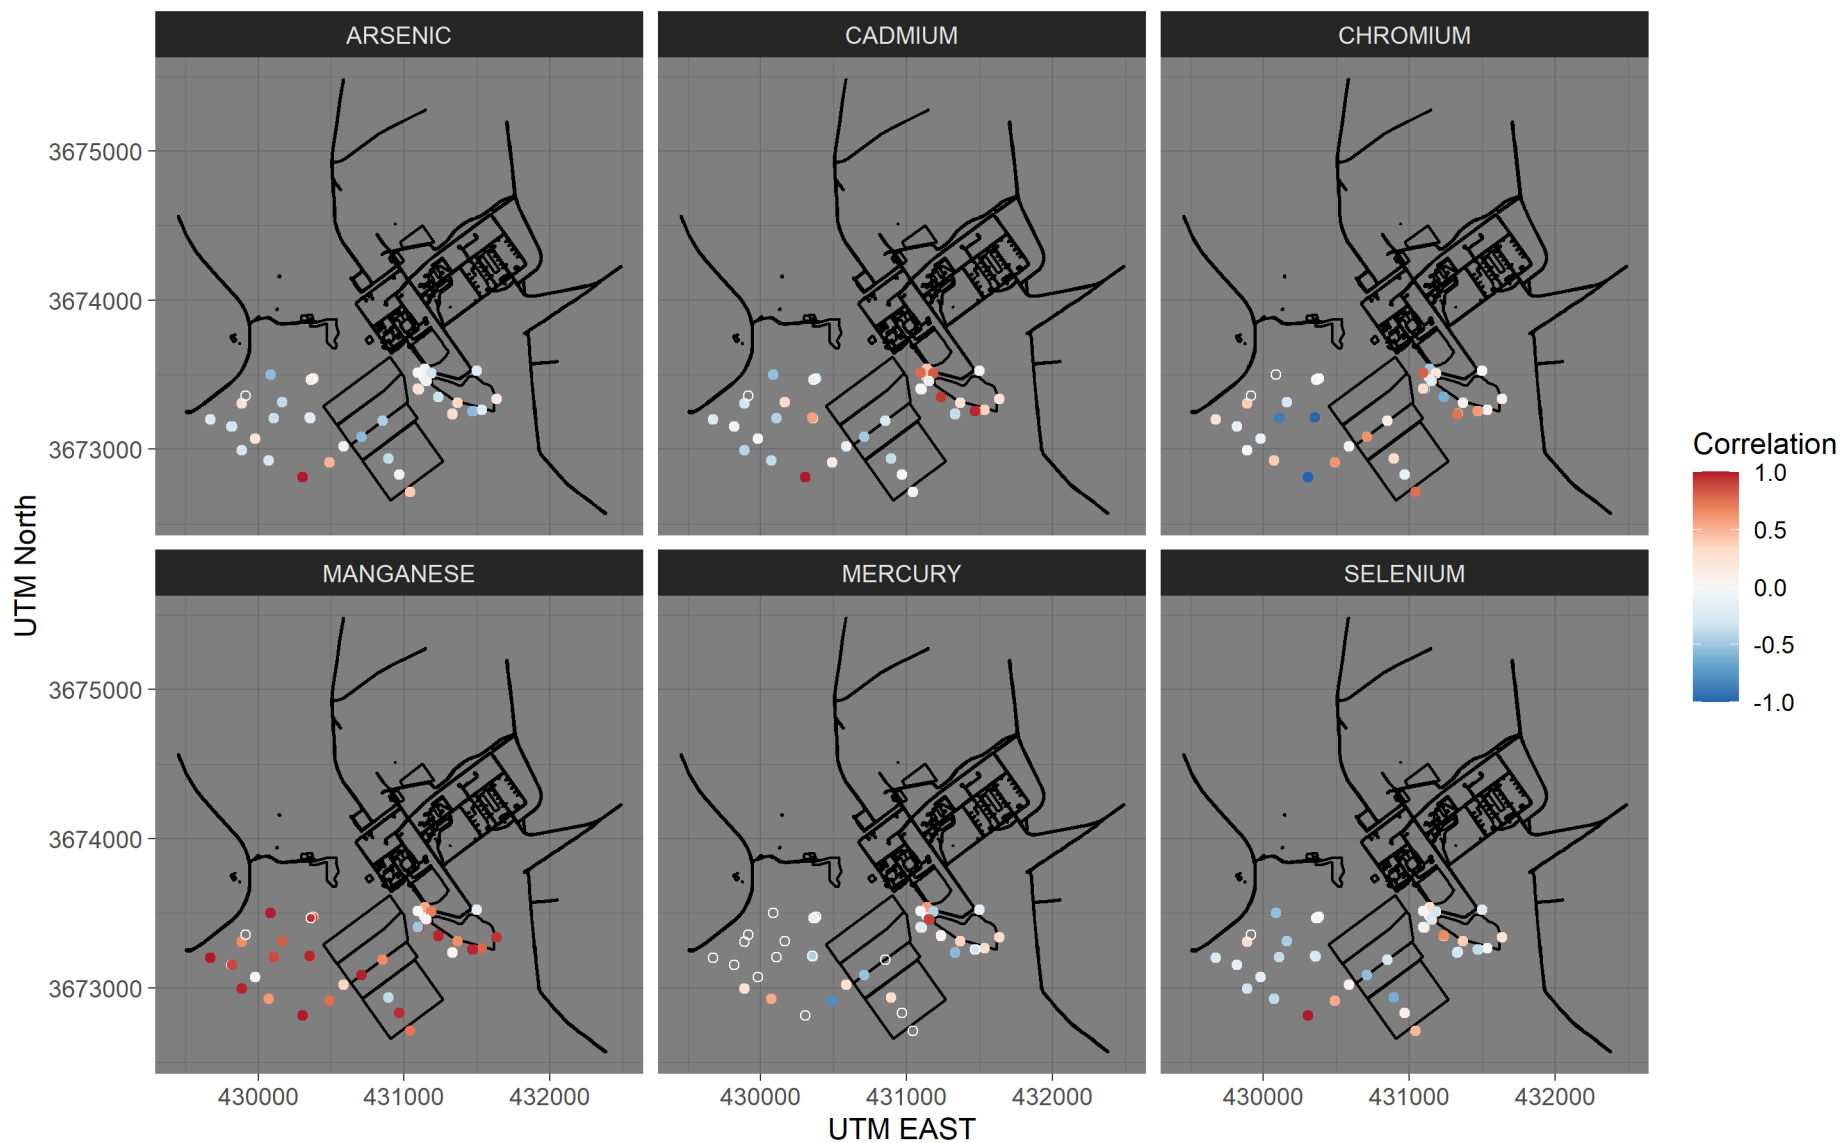 ARSENIC
CADMIUM
CHROMIUM
3675000
3674000
3673000
MANGANESE
MERCURY
SELENIUM
3675000
3674000
3673000
430000 431000 432000
430000 431000 432000
430000 431000 432000
UTM EAST
UTM North
Correlation
1.0
0.5
0.0
-0.5
-1.0